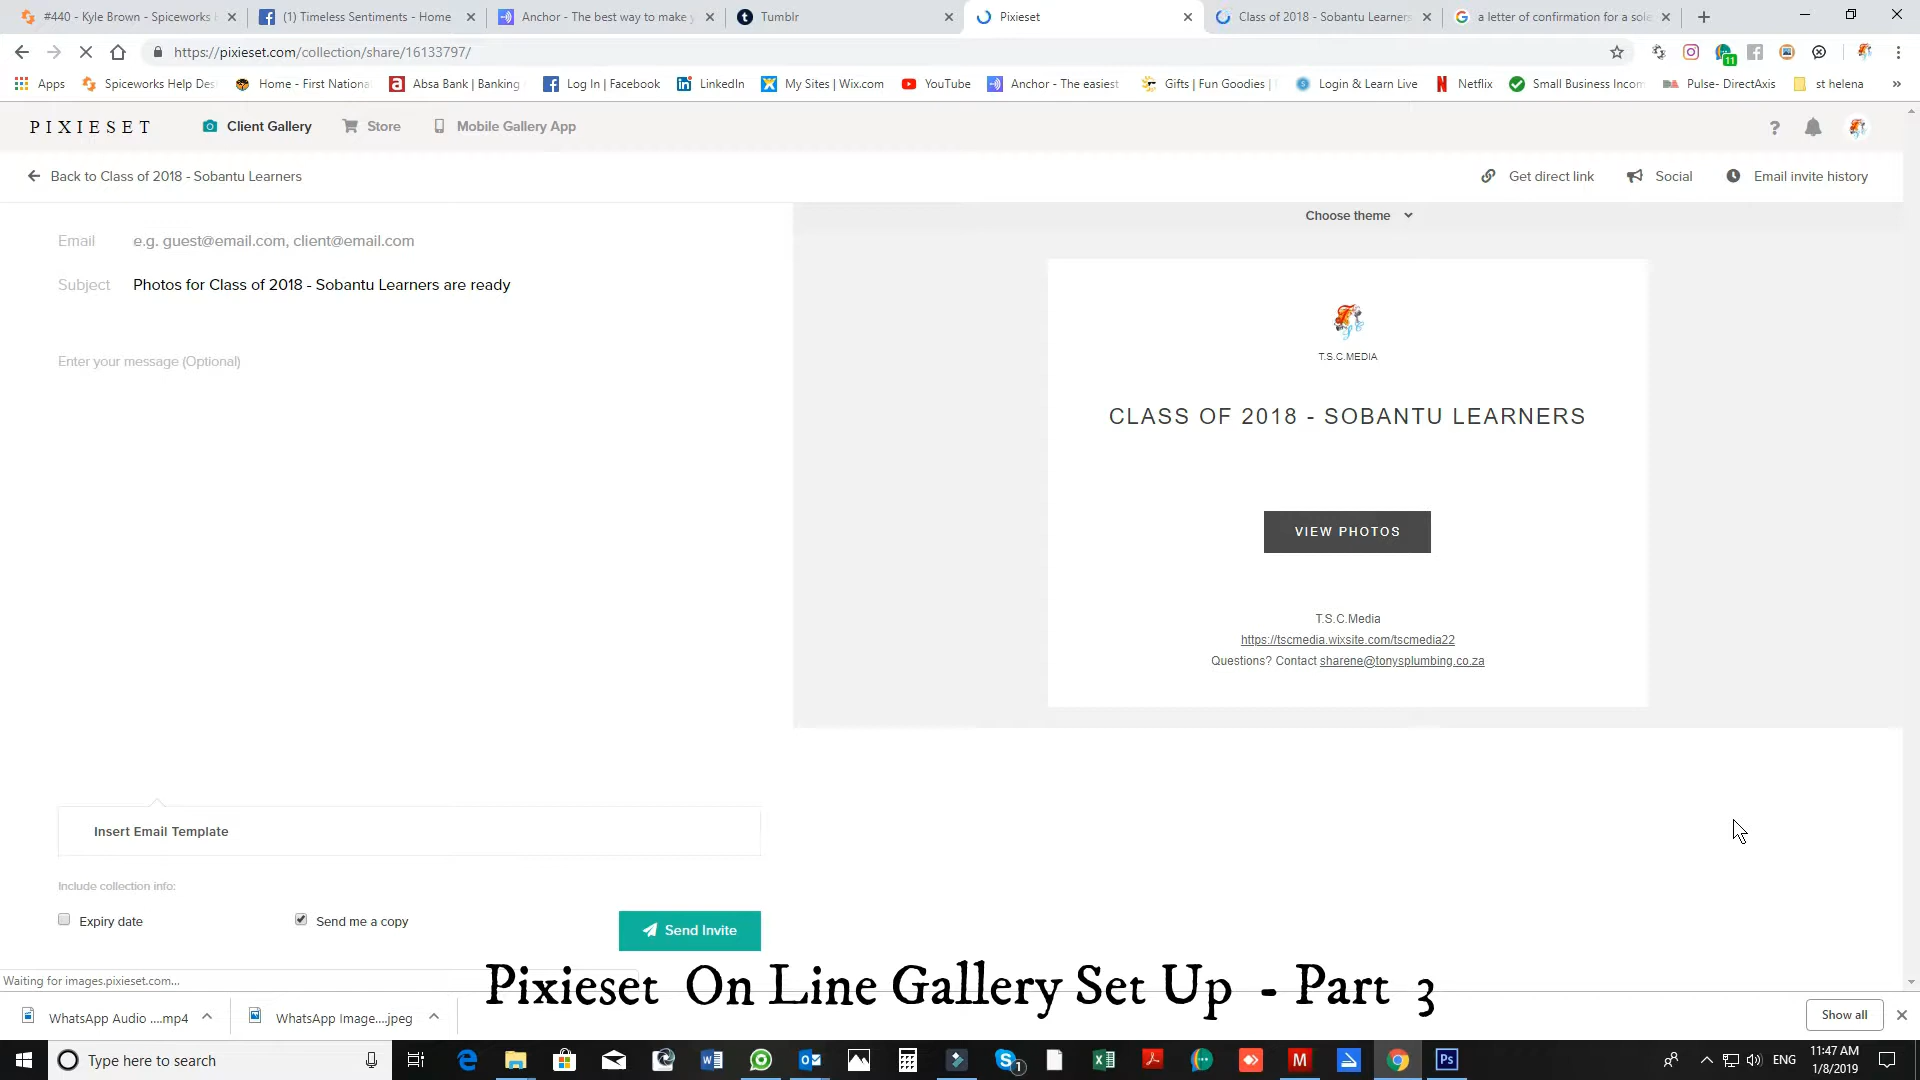 #440 - Kyle Brown - Spiceworks
(1) Timeless Sentiments - Home
Anchor - The best way to make
Tumblr
Pixieset
Class of 2018 - Sobantu Learners
a letter of confirmation for a sole
https://pixieset.com/collection/share/16133797/
11
Apps
Spiceworks Help Des
Home - First Nationa
Absa Bank | Banking
Log In | Facebook
LinkedIn
My Sites | Wix.com
YouTube
Anchor - The easiest
Gifts | Fun Goodies |
Login & Learn Live
Netflix
Small Business Incom
Pulse- DirectAxis
st helena
»
PIXIESET
Client Gallery
Store
Mobile Gallery App
?
Back to Class of 2018 - Sobantu Learners
Get direct link
Social
Email invite history
Email e.g. guest@email.com, client@email.com
Subject Photos for Class of 2018 - Sobantu Learners are ready
Enter your message (Optional)
Choose theme
T.S.C.MEDIA
CLASS OF 2018 - SOBANTU LEARNERS
VIEW PHOTOS
T.S.C.Media
https://tscmedia.wixsite.com/tscmedia22
Questions? Contact sharene@tonysplumbing.co.za
Insert Email Template
Include collection info:
Expiry date
Send me a copy
Send Invite
Waiting for images.pixieset.com...
Pixieset On Line Gallery Set Up - Part 3
WhatsApp Audio ....mp4
WhatsApp Image....jpeg
Show all
Type here to search
1
ENG
11:47 AM
1/8/2019